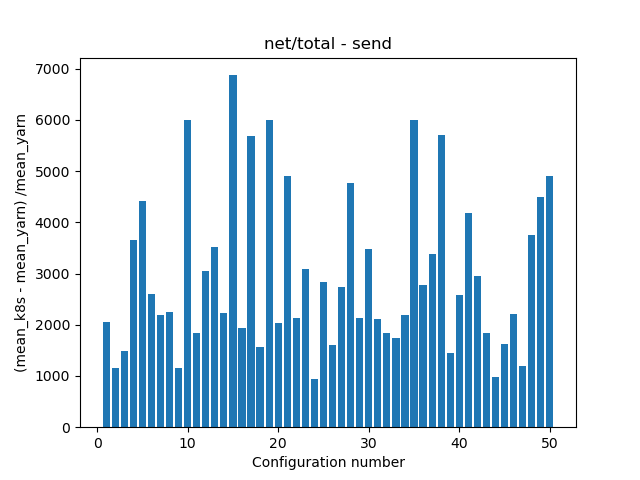 net/total - send
(mean_k8s - mean_yarn) /mean_yarn
7000
6000
5000
4000
3000
2000
1000
0
0 10 20 30 40 50
Configuration number